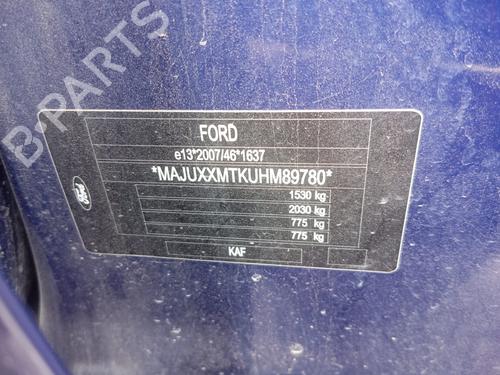 B-PARTS
FORD
e13*2007/46*1637
*MAJUXXMTKUHM89780*
1530 kg
2030 kg
775 kg
775 kg
KAF